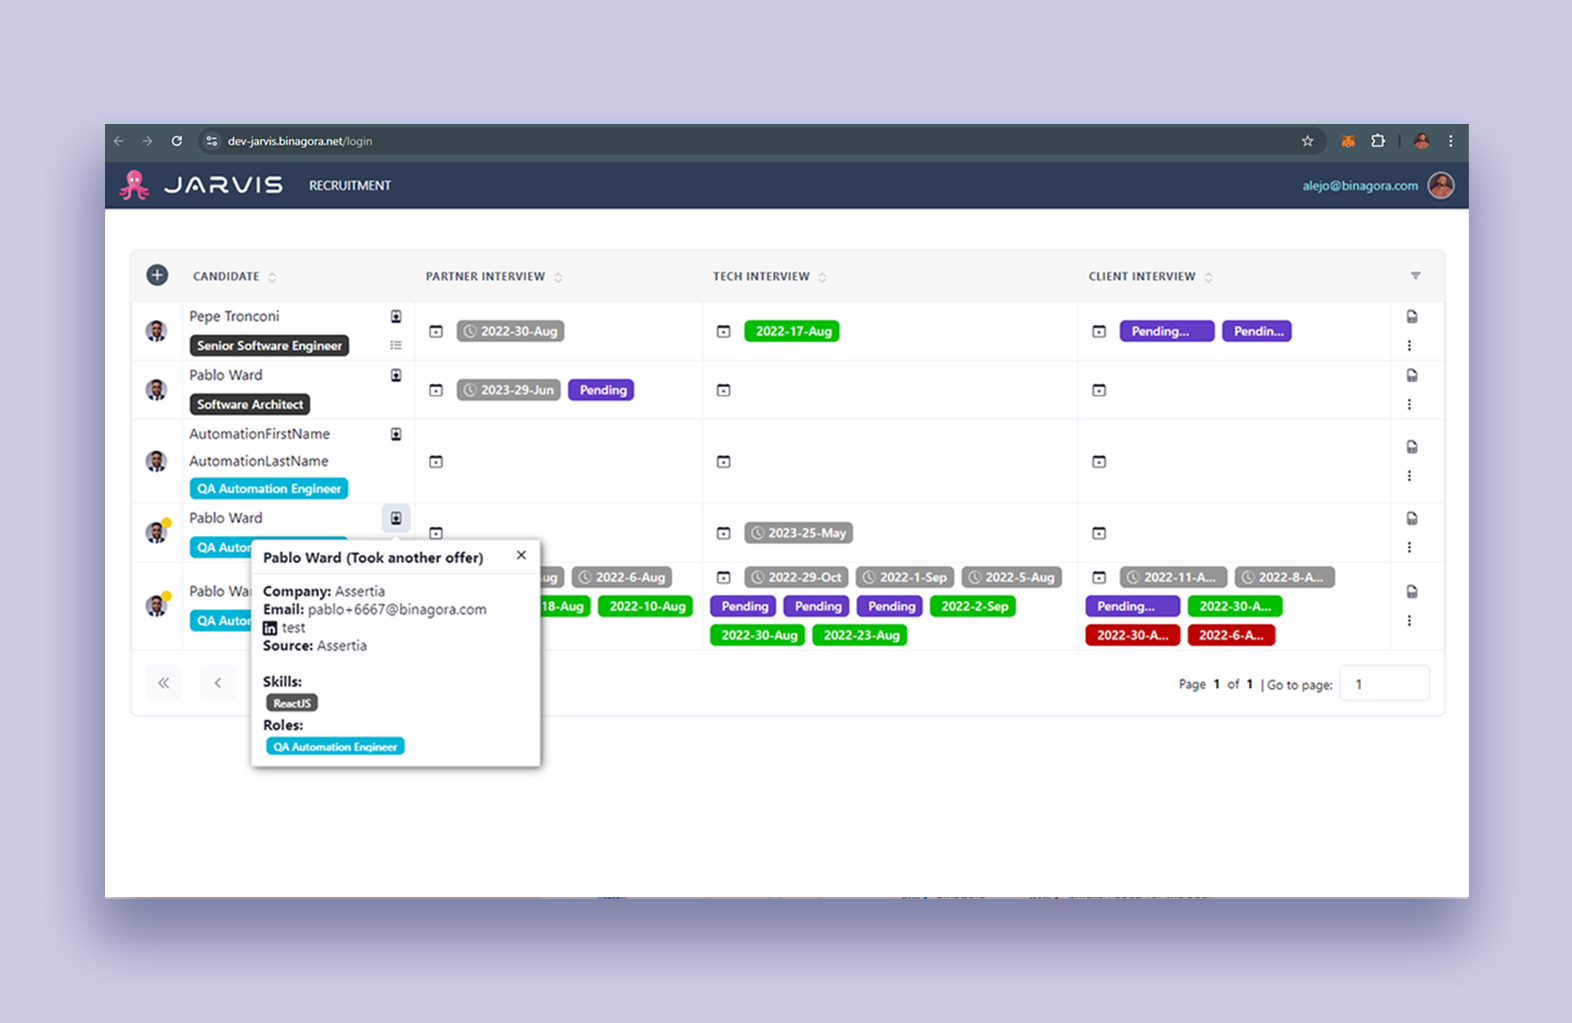 dev-jarvis.binagora.net/login
JARVIS RECRUITMENT alejo@binagora.com
CANDIDATE PARTNER INTERVIEW TECH INTERVIEW CLIENT INTERVIEW
Pepe Tronconi
Senior Software Engineer 2022-30-Aug 2022-17-Aug Pending... Pendin...
Pablo Ward
Software Architect 2023-29-Jun Pending
AutomationFirstName
AutomationLastName
QA Automation Engineer
Pablo Ward
QA Auto 2023-25-May
Pablo Wa ug 2022-6-Aug 2022-29-Oct 2022-1-Sep 2022-5-Aug 2022-11-A... 2022-8-A...
QA Auto 18-Aug 2022-10-Aug Pending Pending Pending 2022-2-Sep Pending... 2022-30-A...
2022-30-Aug 2022-23-Aug 2022-30-A... 2022-6-A...
Pablo Ward (Took another offer)
Company: Assertia
Email: pablo+6667@binagora.com
in test
Source: Assertia
Skills:
ReactJS
Roles:
QA Automation Engineer
Page 1 of 1 | Go to page: 1